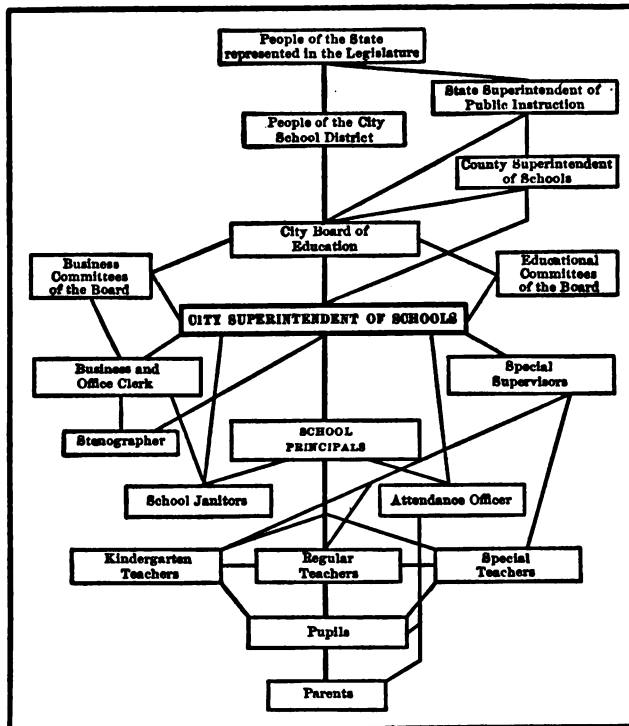 People of the State
represented in the Legislature
State Superintendent of
Public Instruction
People of the City
School District
County Superintendent
of Schools
City Board of
Education
Business
Committees
of the Board
Educational
Committees
of the Board
CITY SUPERINTENDENT OF SCHOOLS
Business and
Office Clerk
Special
Supervisors
Stenographer
SCHOOL
PRINCIPALS
School Janitors
Attendance Officer
Kindergarten
Teachers
Regular
Teachers
Special
Teachers
Pupils
Parents